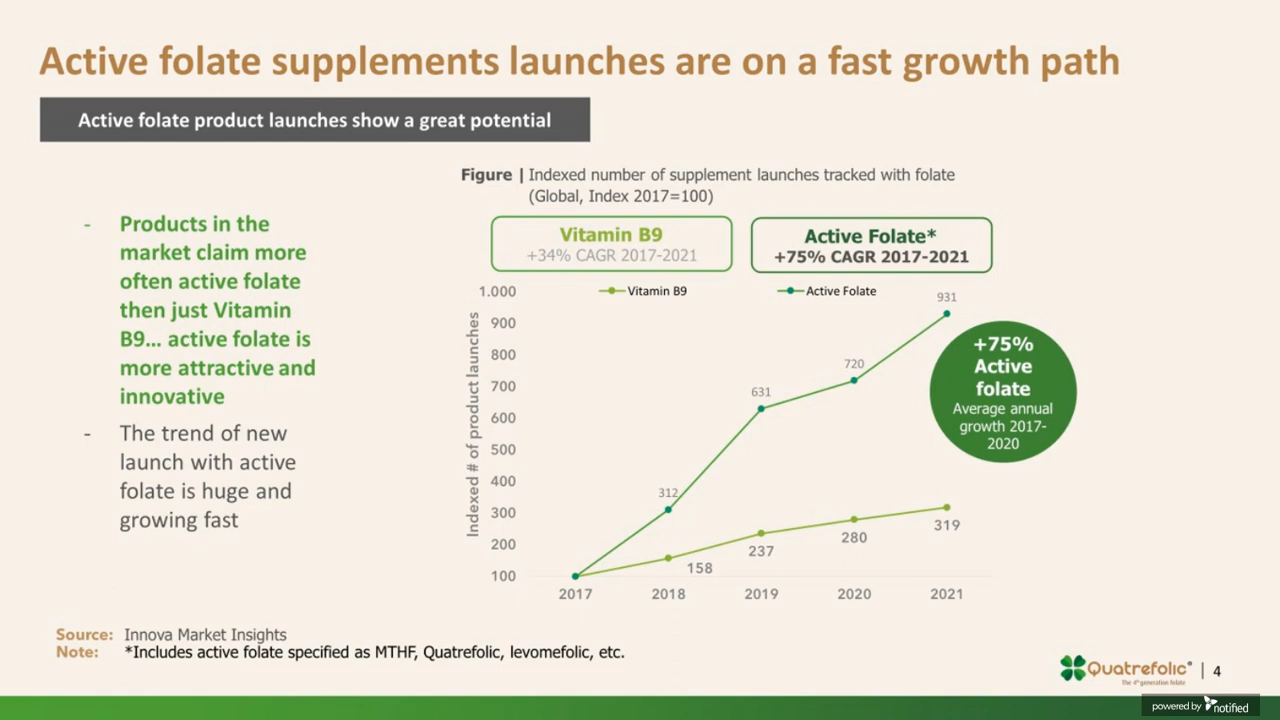 Active folate supplements launches are on a fast growth path
Active folate product launches show a great potential
- Products in the
market claim more
often active folate
then just Vitamin
B9... active folate is
more attractive and
innovative
- The trend of new
launch with active
folate is huge and
growing fast
Figure | Indexed number of supplement launches tracked with folate
(Global, Index 2017=100)
Vitamin B9
+34% CAGR 2017-2021
Active Folate*
+75% CAGR 2017-2021
Vitamin B9
Active Folate
Indexed # of product launches
1.000
900
800
700
600
500
400
300
200
100
312
631
720
931
158
237
280
319
2017 2018 2019 2020 2021
+75%
Active
folate
Average annual
growth 2017-
2020
Source: Innova Market Insights
Note: *Includes active folate specified as MTHF, Quatrefolic, levomefolic, etc.
Quatrefolic®
The 4th generation folate
| 4
powered by notified